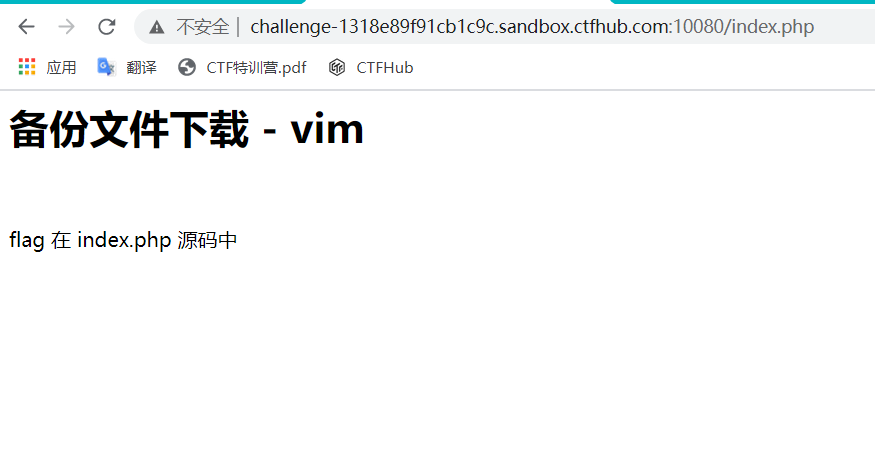 不安全 | challenge-1318e89f91cb1c9c.sandbox.ctfhub.com:10080/index.php
应用 翻译 CTF特训营.pdf CTFHub
备份文件下载 - vim
flag 在 index.php 源码中